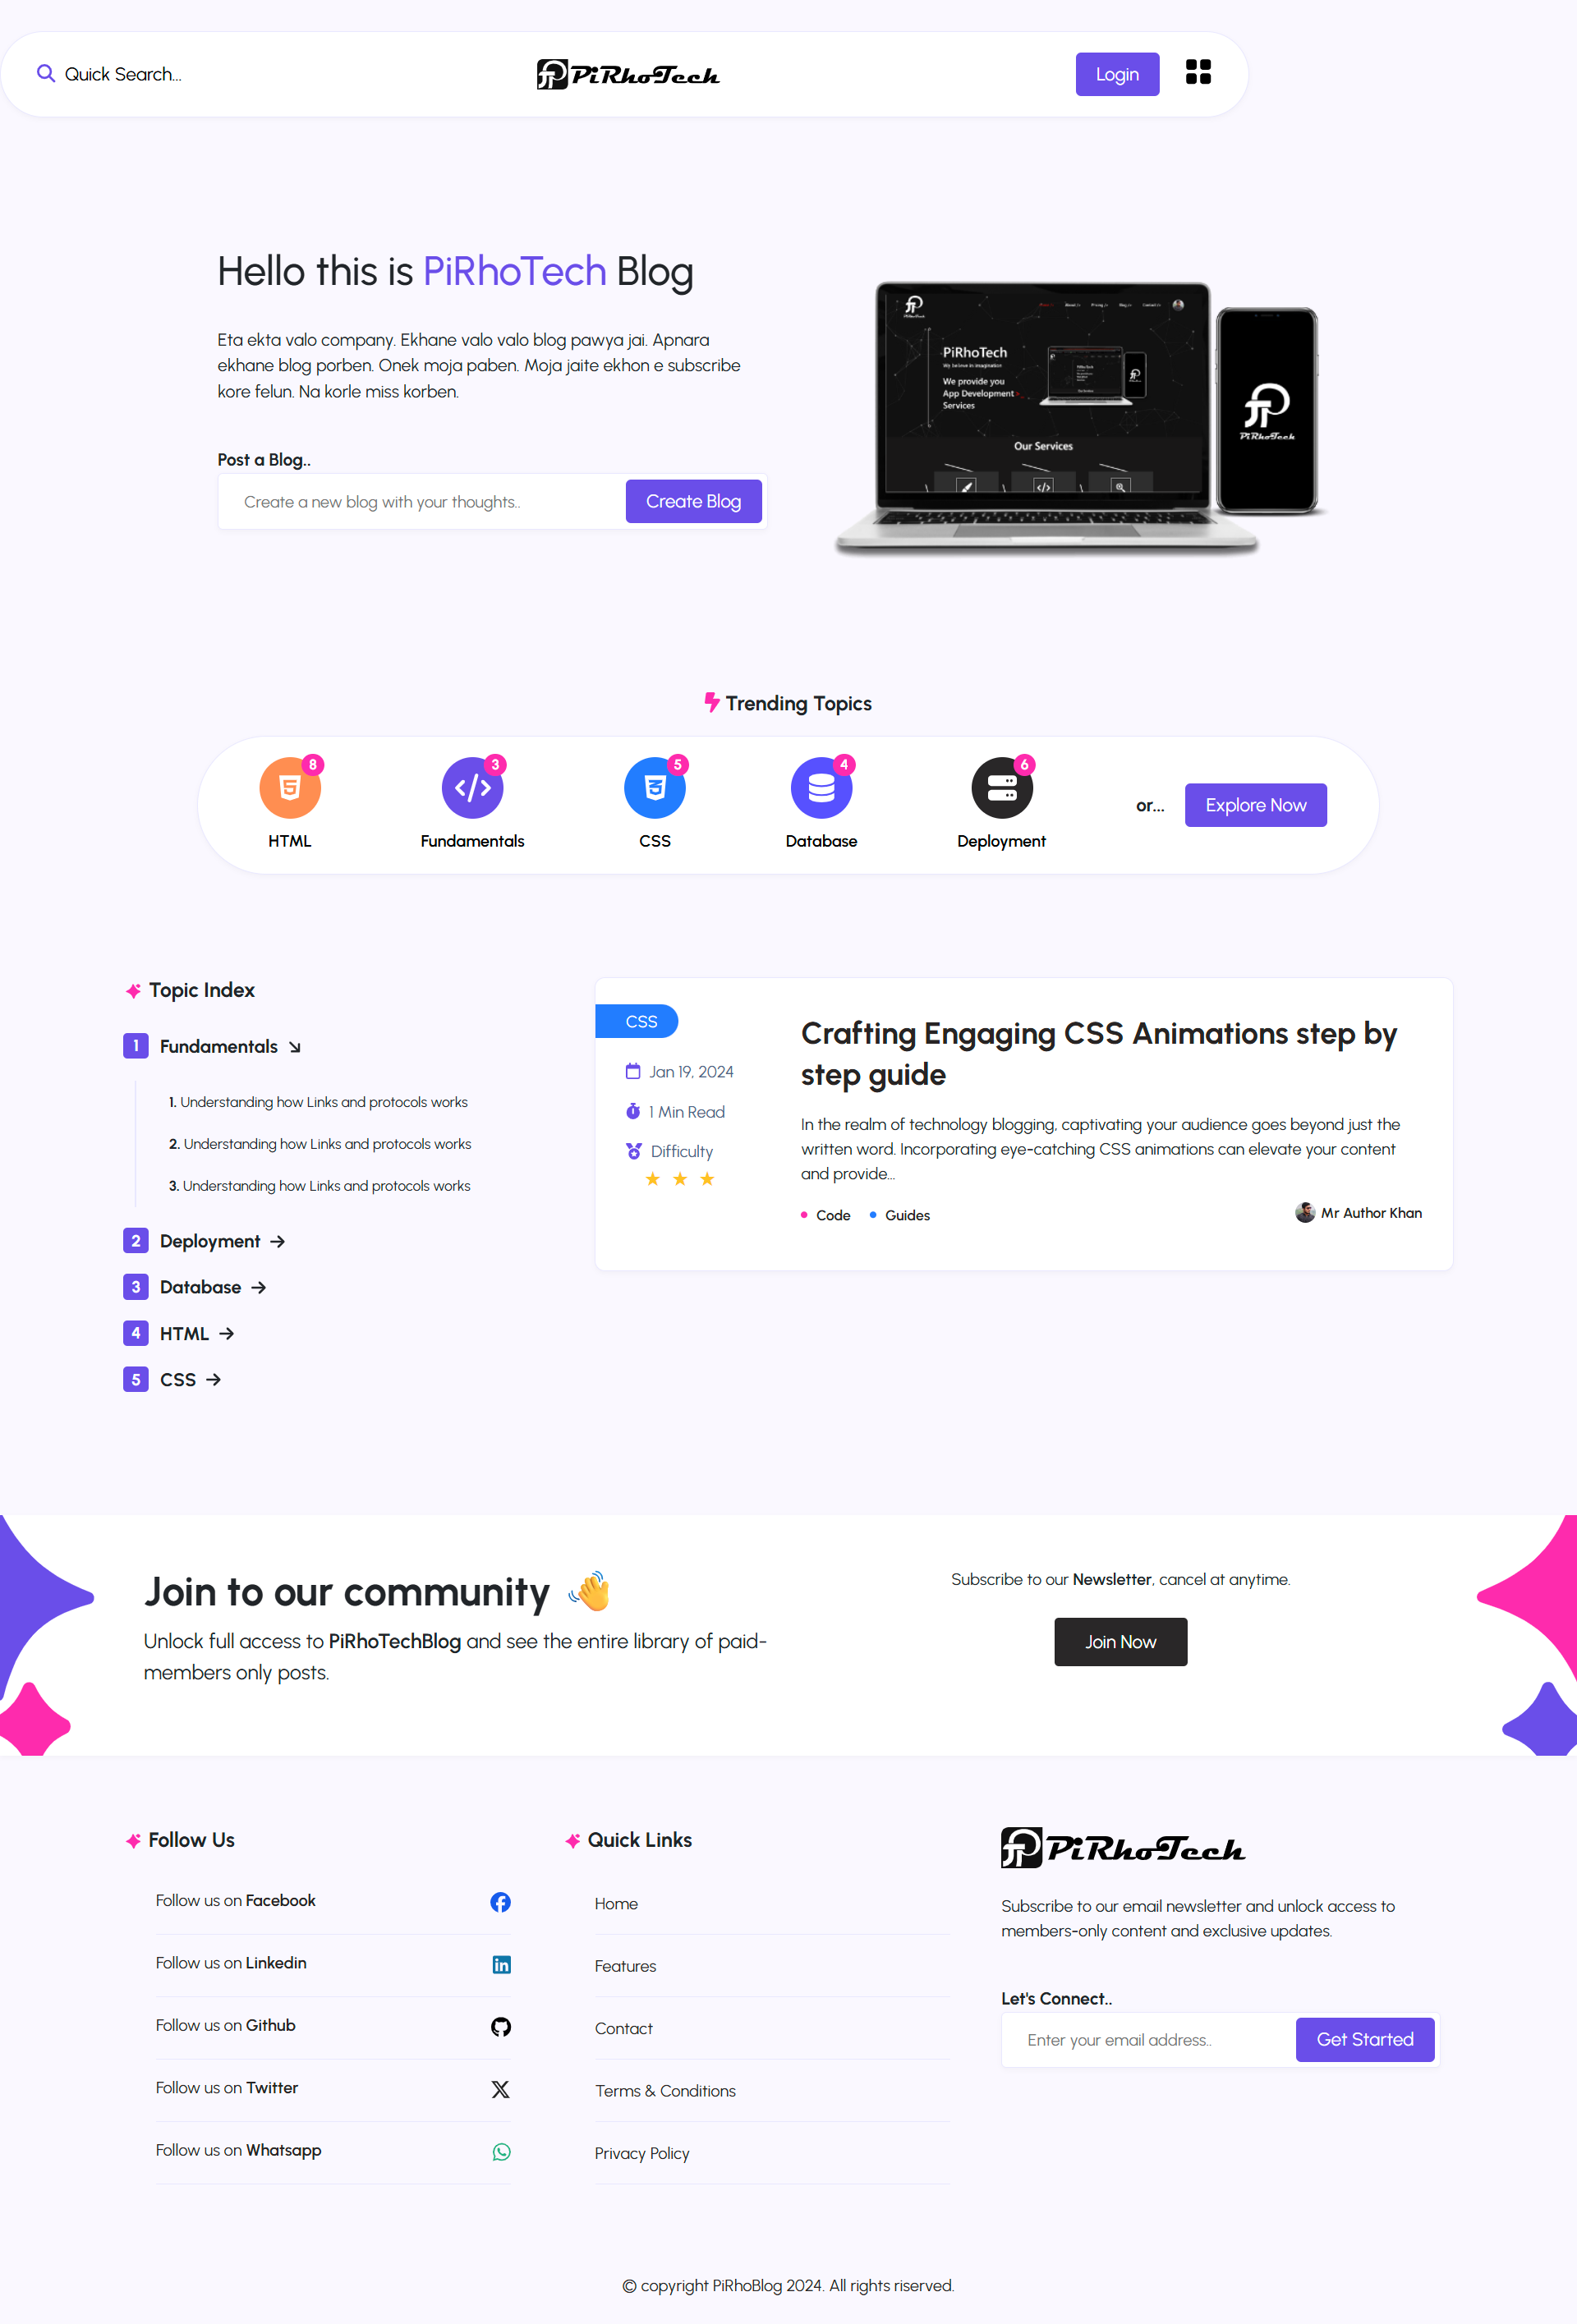 Quick Search...
PiRhoTech
Login
Hello this is PiRhoTech Blog
Eta ekta valo company. Ekhane valo valo blog pawya jai. Apnara
ekhane blog porben. Onek moja paben. Moja jaite ekhon e subscribe
kore felun. Na korle miss korben.
Post a Blog..
Create a new blog with your thoughts..
Create Blog
PiRhoTech
We believe in imagination
We provide you
App Development
Services
Our Services
PiRhoTech
Trending Topics
8
HTML
3
Fundamentals
5
CSS
4
Database
6
Deployment
or...
Explore Now
Topic Index
1 Fundamentals
1. Understanding how Links and protocols works
2. Understanding how Links and protocols works
3. Understanding how Links and protocols works
2 Deployment
3 Database
4 HTML
5 CSS
CSS
Jan 19, 2024
1 Min Read
Difficulty
Crafting Engaging CSS Animations step by
step guide
In the realm of technology blogging, captivating your audience goes beyond just the
written word. Incorporating eye-catching CSS animations can elevate your content
and provide...
Code
Guides
Mr Author Khan
Join to our community
Unlock full access to PiRhoTechBlog and see the entire library of paid-
members only posts.
Subscribe to our Newsletter, cancel at anytime.
Join Now
Follow Us
Follow us on Facebook
Follow us on Linkedin
Follow us on Github
Follow us on Twitter
Follow us on Whatsapp
Quick Links
Home
Features
Contact
Terms & Conditions
Privacy Policy
PiRhoTech
Subscribe to our email newsletter and unlock access to
members-only content and exclusive updates.
Let's Connect..
Enter your email address..
Get Started
© copyright PiRhoBlog 2024. All rights riserved.